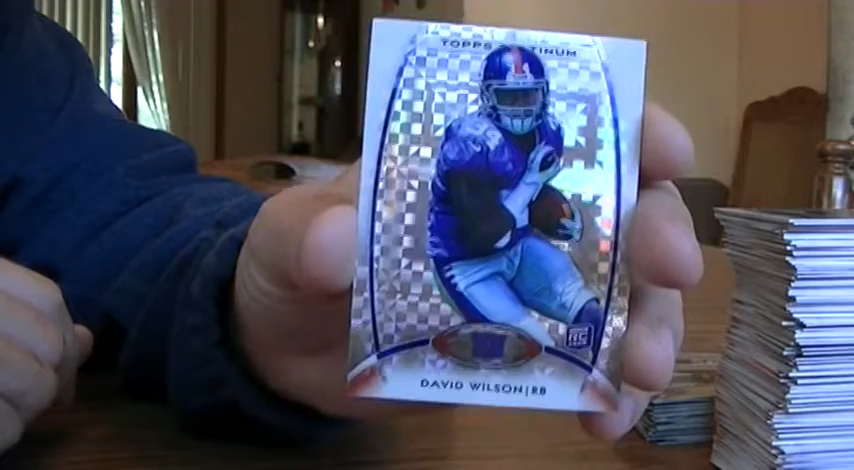 TOPPS PLATINUM
RC
DAVID WILSON | RB